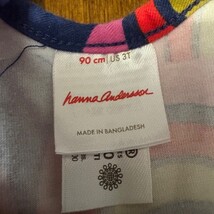 90 cm | US 3T
hanna andersson
MADE IN BANGLADESH